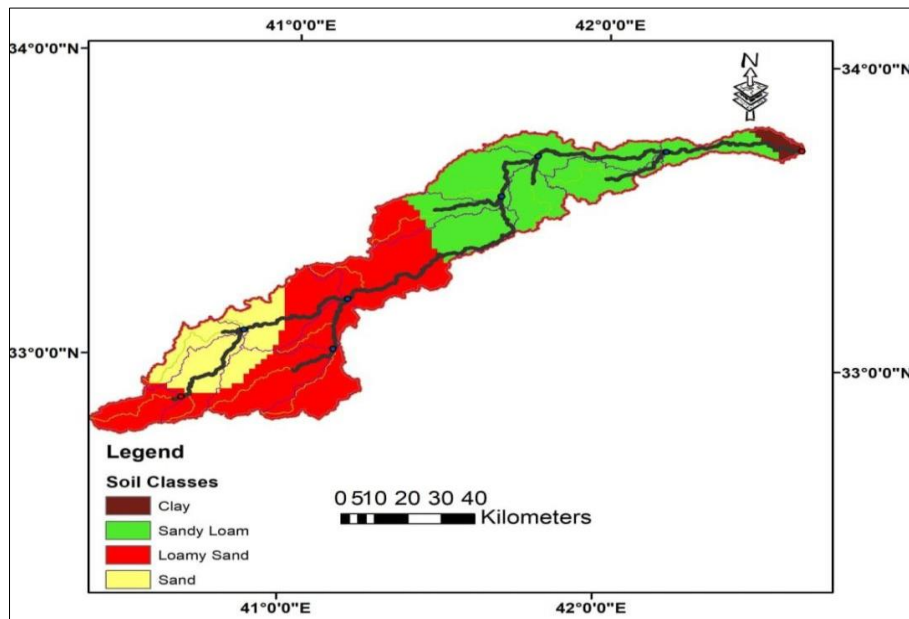 41°0'0"E 42°0'0"E
34°0'0"N
34°0'0"N
N
33°0'0"N
33°0'0"N
Legend
Soil Classes
Clay
Sandy Loam
Loamy Sand
Sand
0 510 20 30 40
Kilometers
41°0'0"E 42°0'0"E